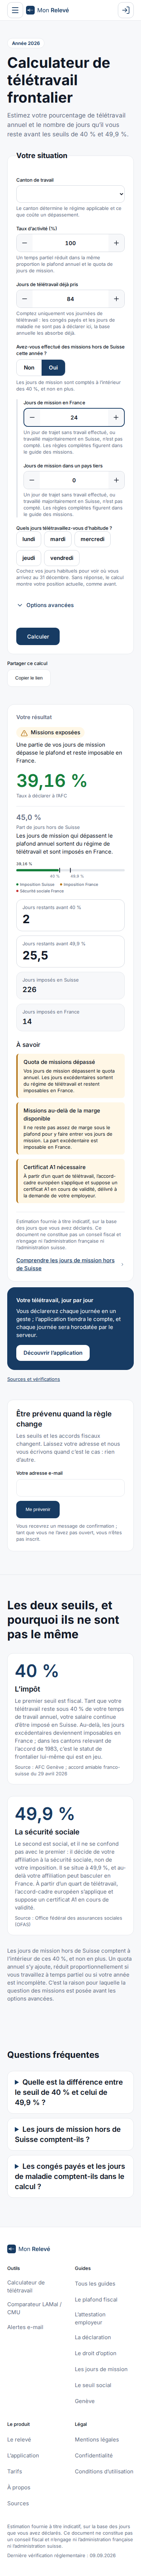 Mon Relevé
Année 2026
Calculateur de
télétravail
frontalier
Estimez votre pourcentage de télétravail
annuel et le nombre de jours qu'il vous
reste avant les seuils de 40 % et 49,9 %.
Votre situation
Canton de travail
Le canton détermine le régime applicable et ce
que coûte un dépassement.
Taux d'activité (%)
− 100 +
Un temps partiel réduit dans la même
proportion le plafond annuel et le quota de
jours de mission.
Jours de télétravail déjà pris
− 84 +
Comptez uniquement vos journées de
télétravail : les congés payés et les jours de
maladie ne sont pas à déclarer ici, la base
annuelle les absorbe déjà.
Avez-vous effectué des missions hors de Suisse
cette année ?
Non Oui
Les jours de mission sont comptés à l'intérieur
des 40 %, et non en plus.
Jours de mission en France
− 24 +
Un jour de trajet sans travail effectué, ou
travaillé majoritairement en Suisse, n'est pas
compté. Les règles complètes figurent dans
le guide missions.
Jours de mission dans un pays tiers
− 0 +
Un jour de trajet sans travail effectué, ou
travaillé majoritairement en Suisse, n'est pas
compté. Les règles complètes figurent dans
le guide missions.
Quels jours télétravaillez-vous d'habitude ?
lundi mardi mercredi
jeudi vendredi
Cochez vos jours habituels pour voir où vous
arrivez au 31 décembre. Sans réponse, le calcul
montre votre position actuelle, comme avant.
Options avancées
Calculer
Partager ce calcul
Copier le lien
Votre résultat
Missions exposées
Une partie de vos jours de mission
dépasse le plafond et reste imposable en
France.
39,16 %
Taux à déclarer à l'AFC
45,0 %
Part de jours hors de Suisse
Les jours de mission qui dépassent le
plafond annuel sortent du régime de
télétravail et sont imposés en France.
39,16 %
40 % 49,9 %
Imposition Suisse Imposition France
Sécurité sociale France
Jours restants avant 40 %
2
Jours restants avant 49,9 %
25,5
Jours imposés en Suisse
226
Jours imposés en France
14
À savoir
Quota de missions dépassé
Vos jours de mission dépassent le quota
annuel. Les jours excédentaires sortent
du régime de télétravail et restent
imposables en France.
Missions au-delà de la marge
disponible
Il ne reste pas assez de marge sous le
plafond pour y faire entrer vos jours de
mission. La part excédentaire est
imposable en France.
Certificat A1 nécessaire
À partir d'un quart de télétravail, l'accord-
cadre européen s'applique et suppose un
certificat A1 en cours de validité, délivré à
la demande de votre employeur.
Estimation fournie à titre indicatif, sur la base
des jours que vous avez déclarés. Ce
document ne constitue pas un conseil fiscal et
n'engage ni l'administration française ni
l'administration suisse.
Comprendre les jours de mission hors
de Suisse
Votre télétravail, jour par jour
Vous déclarerez chaque journée en un
geste ; l'application tiendra le compte, et
chaque journée sera horodatée par le
serveur.
Découvrir l'application
Sources et vérifications
Être prévenu quand la règle
change
Les seuils et les accords fiscaux
changent. Laissez votre adresse et nous
vous écrirons quand c'est le cas : rien
d'autre.
Votre adresse e-mail
Me prévenir
Vous recevrez un message de confirmation ;
tant que vous ne l'avez pas ouvert, vous n'êtes
pas inscrit.
Les deux seuils, et
pourquoi ils ne sont
pas le même
40 %
L'impôt
Le premier seuil est fiscal. Tant que votre
télétravail reste sous 40 % de votre temps
de travail annuel, votre salaire continue
d'être imposé en Suisse. Au-delà, les jours
excédentaires deviennent imposables en
France ; dans les cantons relevant de
l'accord de 1983, c'est le statut de
frontalier lui-même qui est en jeu.
Source : AFC Genève ; accord amiable franco-
suisse du 29 avril 2026
49,9 %
La sécurité sociale
Le second est social, et il ne se confond
pas avec le premier : il décide de votre
affiliation à la sécurité sociale, non de
votre imposition. Il se situe à 49,9 %, et au-
delà votre affiliation peut basculer en
France. À partir d'un quart de télétravail,
l'accord-cadre européen s'applique et
suppose un certificat A1 en cours de
validité.
Source : Office fédéral des assurances sociales
(OFAS)
Les jours de mission hors de Suisse comptent à
l'intérieur de ces 40 %, et non en plus. Un quota
annuel s'y ajoute, réduit proportionnellement si
vous travaillez à temps partiel ou si votre année
est incomplète. C'est la raison pour laquelle la
question des missions est posée avant les
options avancées.
Questions fréquentes
Quelle est la différence entre
le seuil de 40 % et celui de
49,9 % ?
Les jours de mission hors de
Suisse comptent-ils ?
Les congés payés et les jours
de maladie comptent-ils dans le
calcul ?
Mon Relevé
Outils
Calculateur de
télétravail
Comparateur LAMal /
CMU
Alertes e-mail
Guides
Tous les guides
Le plafond fiscal
L'attestation
employeur
La déclaration
Le droit d'option
Les jours de mission
Le seuil social
Genève
Le produit
Le relevé
L'application
Tarifs
À propos
Sources
Légal
Mentions légales
Confidentialité
Conditions d'utilisation
Estimation fournie à titre indicatif, sur la base des jours
que vous avez déclarés. Ce document ne constitue pas
un conseil fiscal et n'engage ni l'administration française
ni l'administration suisse.
Dernière vérification réglementaire : 09.09.2026